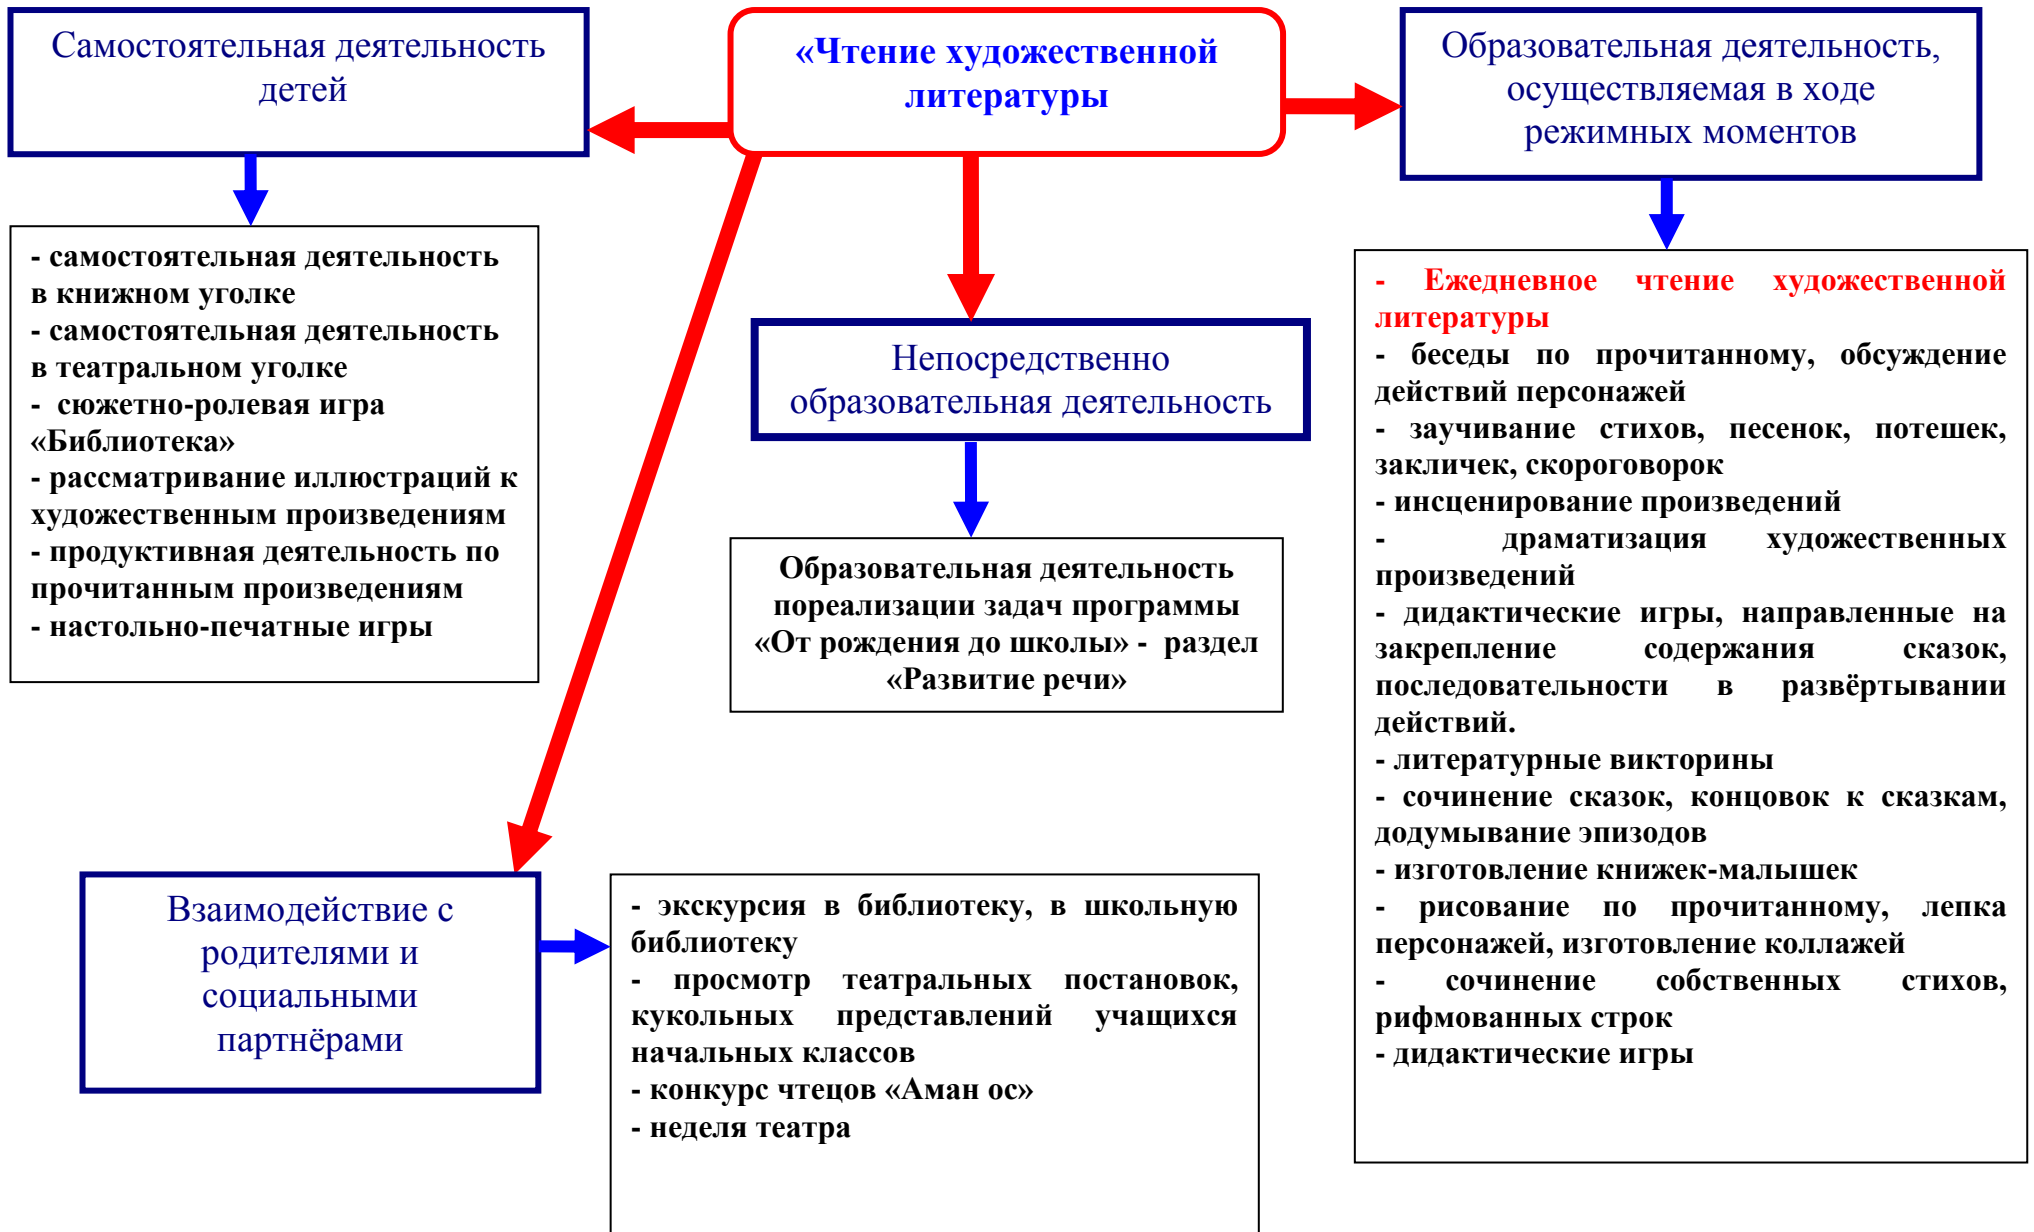 Самостоятельная деятельность
детей
«Чтение художественной
литературы
Образовательная деятельность,
осуществляемая в ходе
режимных моментов
- самостоятельная деятельность
в книжном уголке
- самостоятельная деятельность
в театральном уголке
- сюжетно-ролевая игра
«Библиотека»
- рассматривание иллюстраций к
художественным произведениям
- продуктивная деятельность по
прочитанным произведениям
- настольно-печатные игры
Непосредственно
образовательная деятельность
Образовательная деятельность
пореализации задач программы
«От рождения до школы» - раздел
«Развитие речи»
- Ежедневное чтение художественной
литературы
- беседы по прочитанному, обсуждение
действий персонажей
- заучивание стихов, песенок, потешек,
закличек, скороговорок
- инсценирование произведений
- драматизация художественных
произведений
- дидактические игры, направленные на
закрепление содержания сказок,
последовательности в развёртывании
действий.
- литературные викторины
- сочинение сказок, концовок к сказкам,
додумывание эпизодов
- изготовление книжек-малышек
- рисование по прочитанному, лепка
персонажей, изготовление коллажей
- сочинение собственных стихов,
рифмованных строк
- дидактические игры
Взаимодействие с
родителями и
социальными
партнёрами
- экскурсия в библиотеку, в школьную
библиотеку
- просмотр театральных постановок,
кукольных представлений учащихся
начальных классов
- конкурс чтецов «Аман ос»
- неделя театра